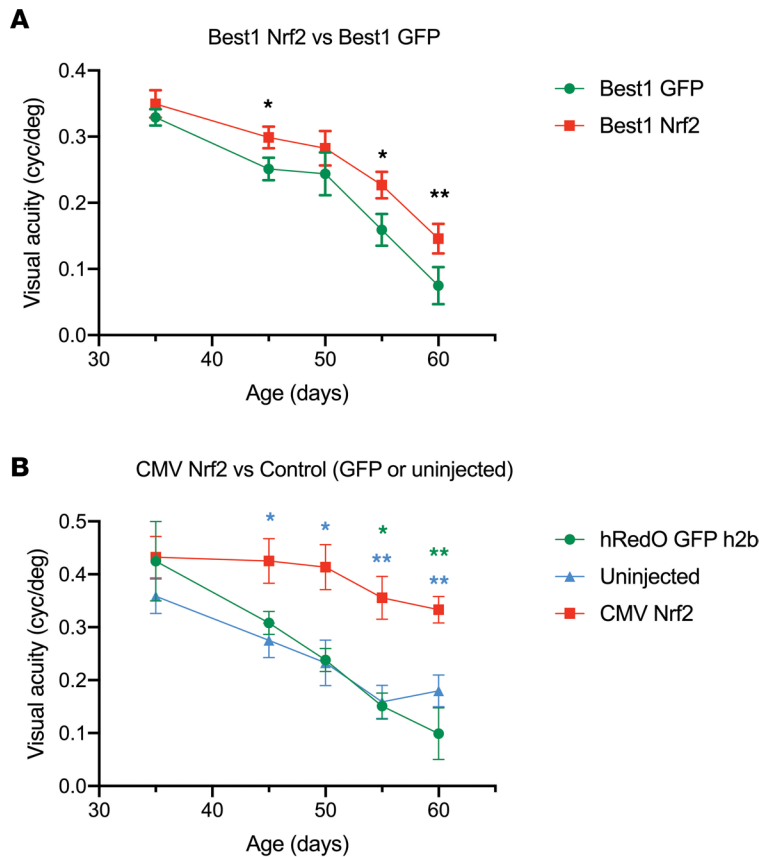 A
Best1 Nrf2 vs Best1 GFP
0.4
0.3
0.2
0.1
0.0
Visual acuity (cyc/deg)
*
*
**
30
40
50
60
Age (days)
Best1 GFP
Best1 Nrf2
B
CMV Nrf2 vs Control (GFP or uninjected)
0.5
0.4
0.3
0.2
0.1
0.0
Visual acuity (cyc/deg)
*
*
*
**
**
**
30
40
50
60
Age (days)
hRedO GFP h2b
Uninjected
CMV Nrf2